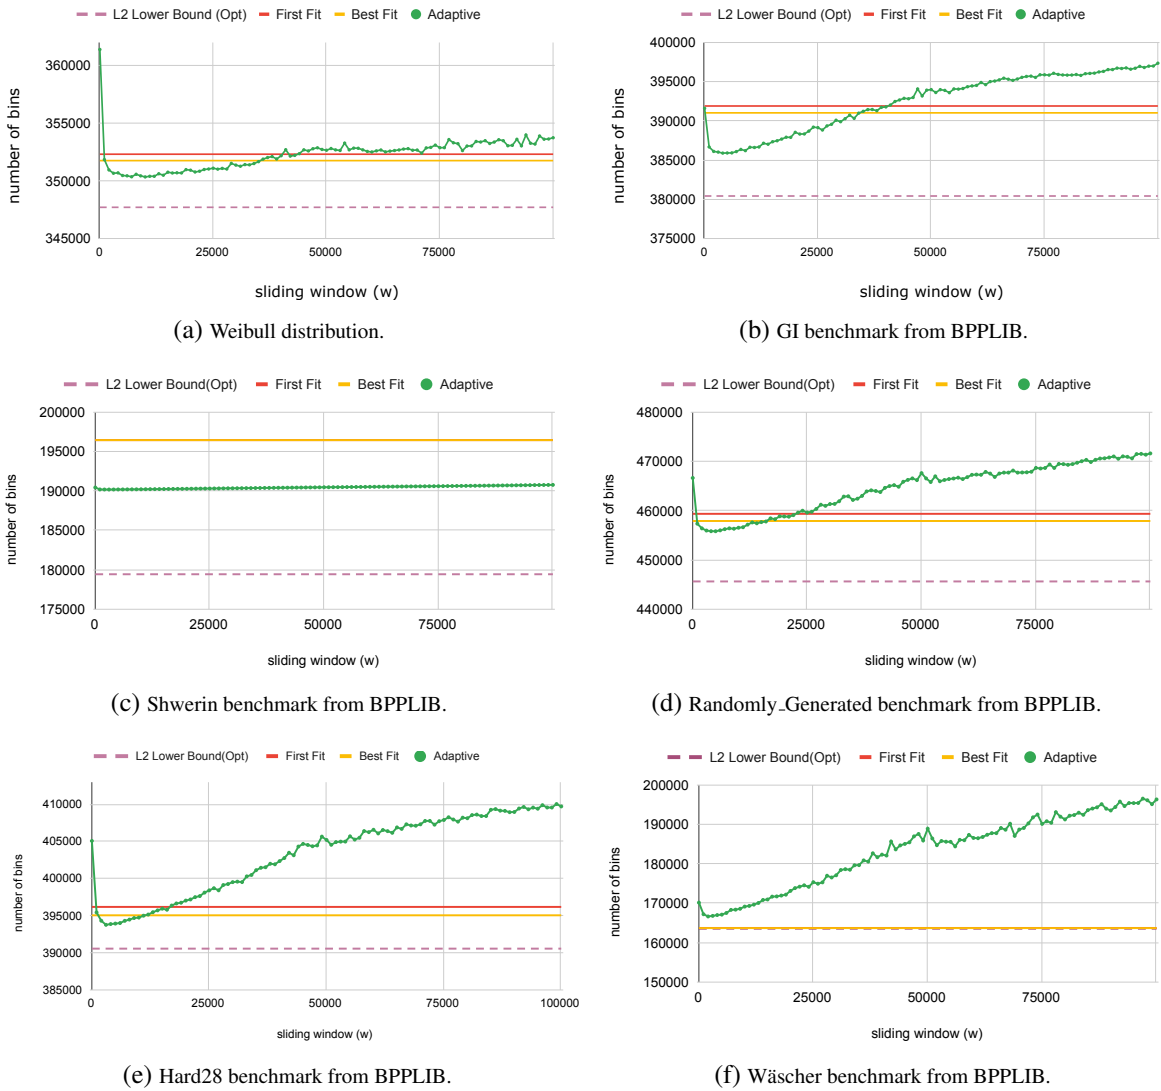 L2 Lower Bound (Opt) First Fit Best Fit Adaptive
number of bins
360000
355000
350000
345000
0 25000 50000 75000
sliding window (w)
(a) Weibull distribution.
L2 Lower Bound (Opt) First Fit Best Fit Adaptive
number of bins
400000
395000
390000
385000
380000
375000
0 25000 50000 75000
sliding window (w)
(b) GI benchmark from BPPLIB.
L2 Lower Bound(Opt) First Fit Best Fit Adaptive
number of bins
200000
195000
190000
185000
180000
175000
0 25000 50000 75000
sliding window (w)
(c) Shwerin benchmark from BPPLIB.
L2 Lower Bound(Opt) First Fit Best Fit Adaptive
number of bins
480000
470000
460000
450000
440000
0 25000 50000 75000
sliding window (w)
(d) Randomly_Generated benchmark from BPPLIB.
L2 Lower Bound(Opt) First Fit Best Fit Adaptive
number of bins
410000
405000
400000
395000
390000
385000
0 25000 50000 75000 100000
sliding window (w)
(e) Hard28 benchmark from BPPLIB.
L2 Lower Bound(Opt) First Fit Best Fit Adaptive
number of bins
200000
190000
180000
170000
160000
150000
0 25000 50000 75000
sliding window (w)
(f) Wäscher benchmark from BPPLIB.